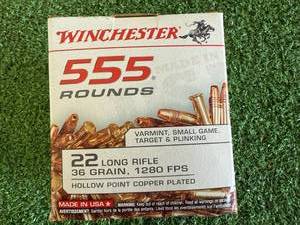 WINCHESTER
555
ROUNDS
VARMINT, SMALL GAME,
TARGET & PLINKING
22 LONG RIFLE
36 GRAIN, 1280 FPS
HOLLOW POINT COPPER PLATED
MADE IN U.S.A.
AVERTISSEMENT